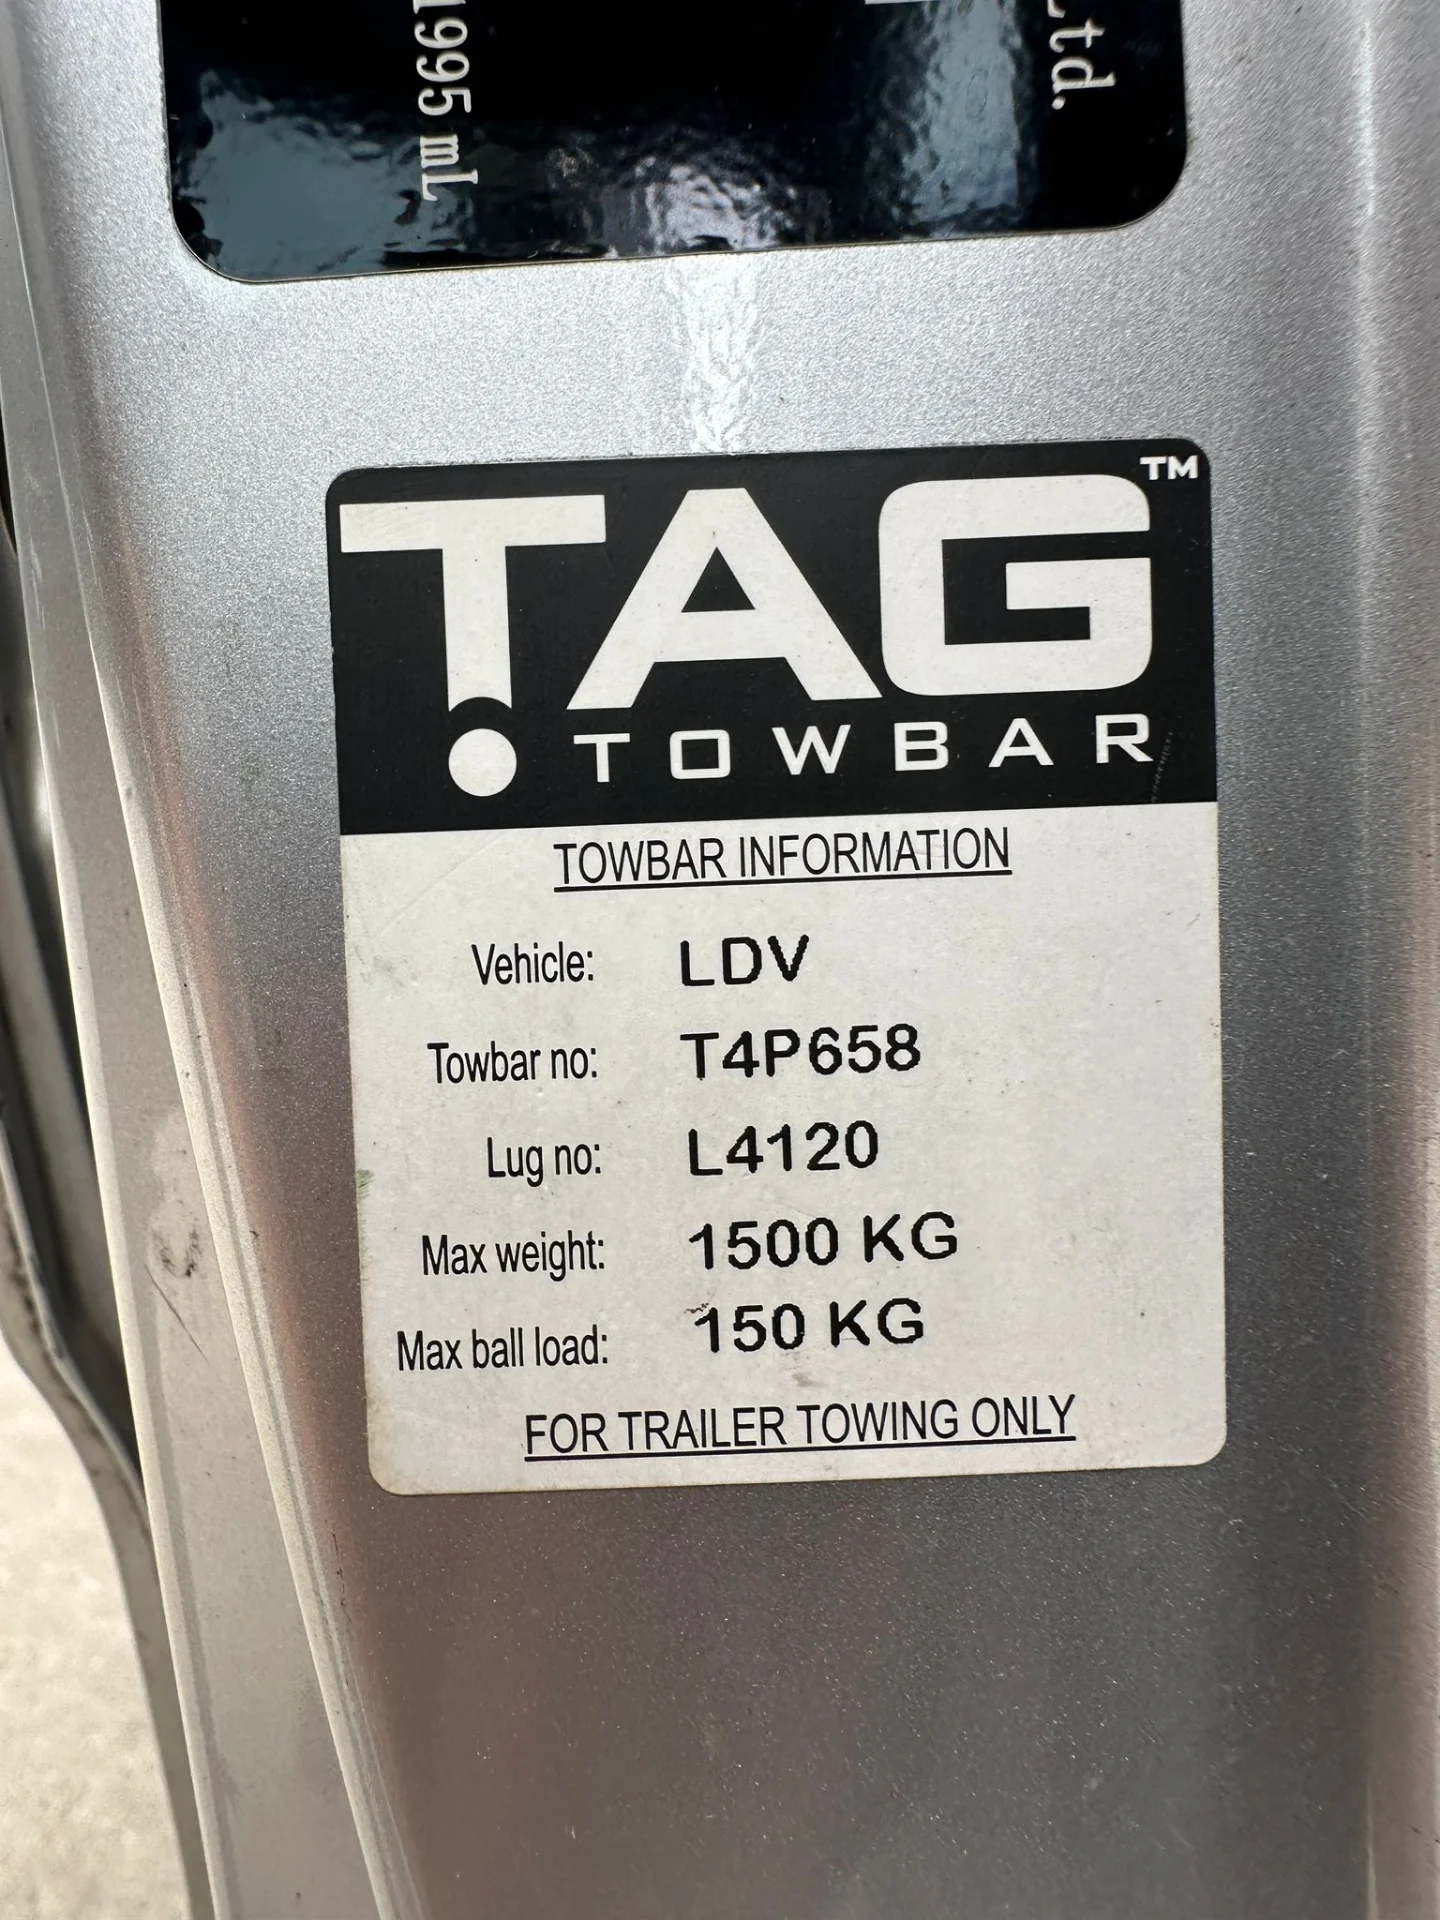 1995 mL
Ltd.
TAG™
TOWBAR
TOWBAR INFORMATION
Vehicle: LDV
Towbar no: T4P658
Lug no: L4120
Max weight: 1500 KG
Max ball load: 150 KG
FOR TRAILER TOWING ONLY